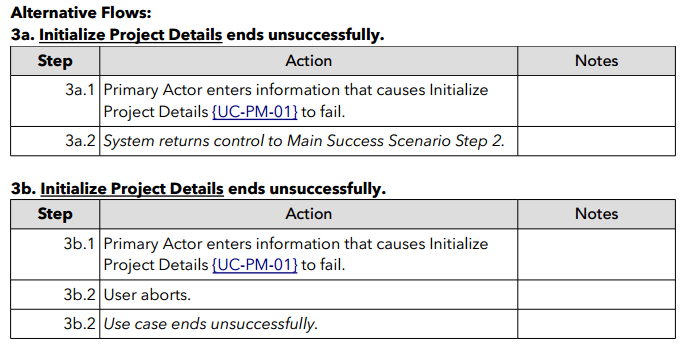 Alternative Flows:
3a. Initialize Project Details ends unsuccessfully.
Step Action Notes
3a.1 Primary Actor enters information that causes Initialize
Project Details {UC-PM-01} to fail.
3a.2 System returns control to Main Success Scenario Step 2.
3b. Initialize Project Details ends unsuccessfully.
Step Action Notes
3b.1 Primary Actor enters information that causes Initialize
Project Details {UC-PM-01} to fail.
3b.2 User aborts.
3b.2 Use case ends unsuccessfully.